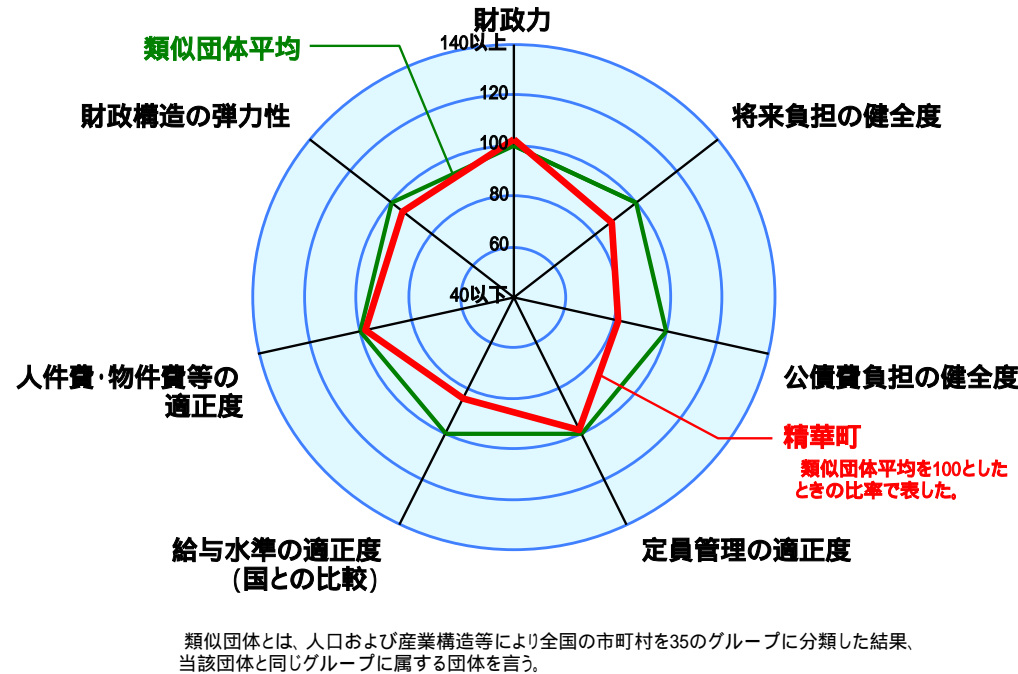 財政力
140以上
類似団体平均
120
財政構造の弾力性
将来負担の健全度
100
80
60
40以下
人件費・物件費等の
適正度
公債費負担の健全度
精華町
類似団体平均を100とした
ときの比率で表した。
給与水準の適正度
(国との比較)
定員管理の適正度
類似団体とは、人口および産業構造等により全国の市町村を35のグループに分類した結果、
当該団体と同じグループに属する団体を言う。